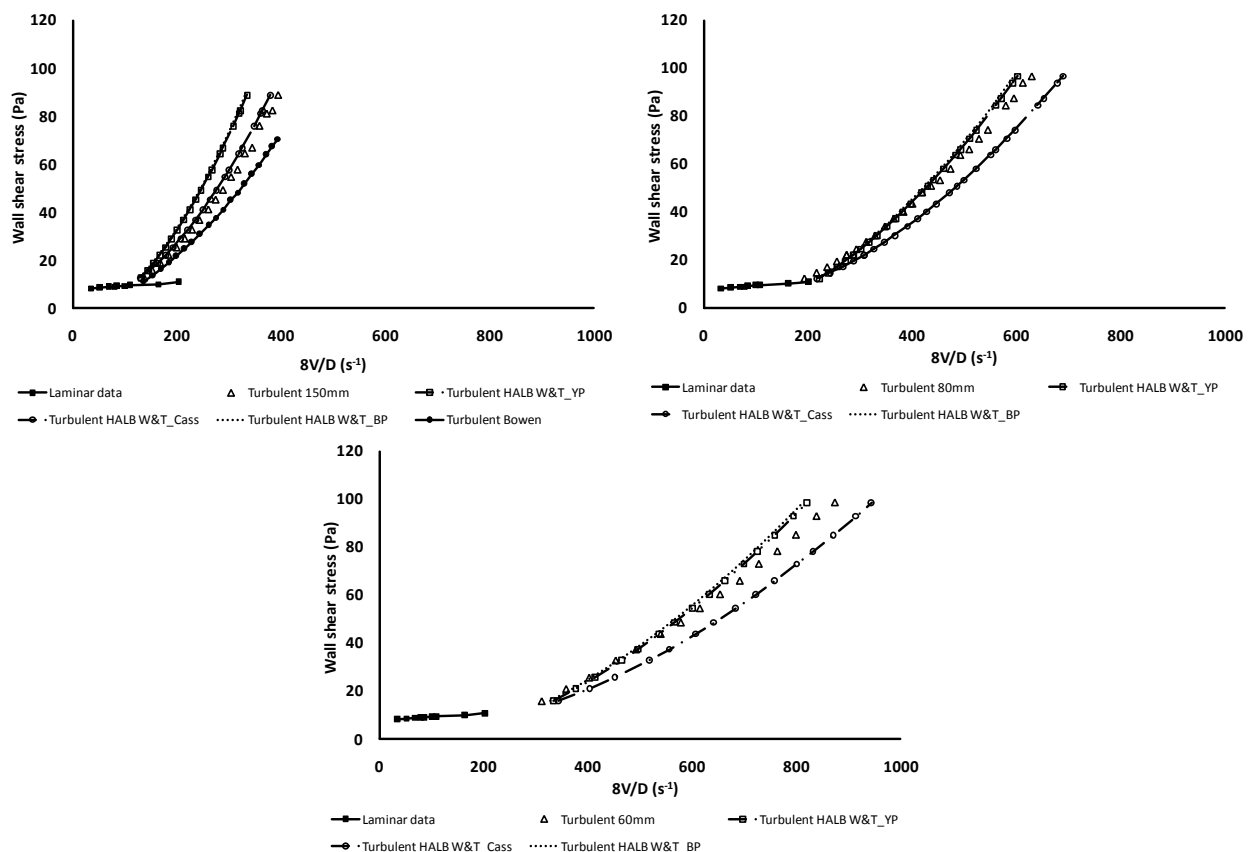 Wall shear stress (Pa)
120
100
80
60
40
20
0
0 200 400 600 800 1000
8V/D (s⁻¹)
Laminar data Turbulent 150mm Turbulent HALB W&T_YP
Turbulent HALB W&T_Cass Turbulent HALB W&T_BP Turbulent Bowen
Wall shear stress (Pa)
120
100
80
60
40
20
0
0 200 400 600 800 1000
8V/D (s⁻¹)
Laminar data Turbulent 80mm Turbulent HALB W&T_YP
Turbulent HALB W&T_Cass Turbulent HALB W&T_BP
Wall shear stress (Pa)
120
100
80
60
40
20
0
0 200 400 600 800 1000
8V/D (s⁻¹)
Laminar data Turbulent 60mm Turbulent HALB W&T_YP
Turbulent HALB W&T_Cass Turbulent HALB W&T_BP